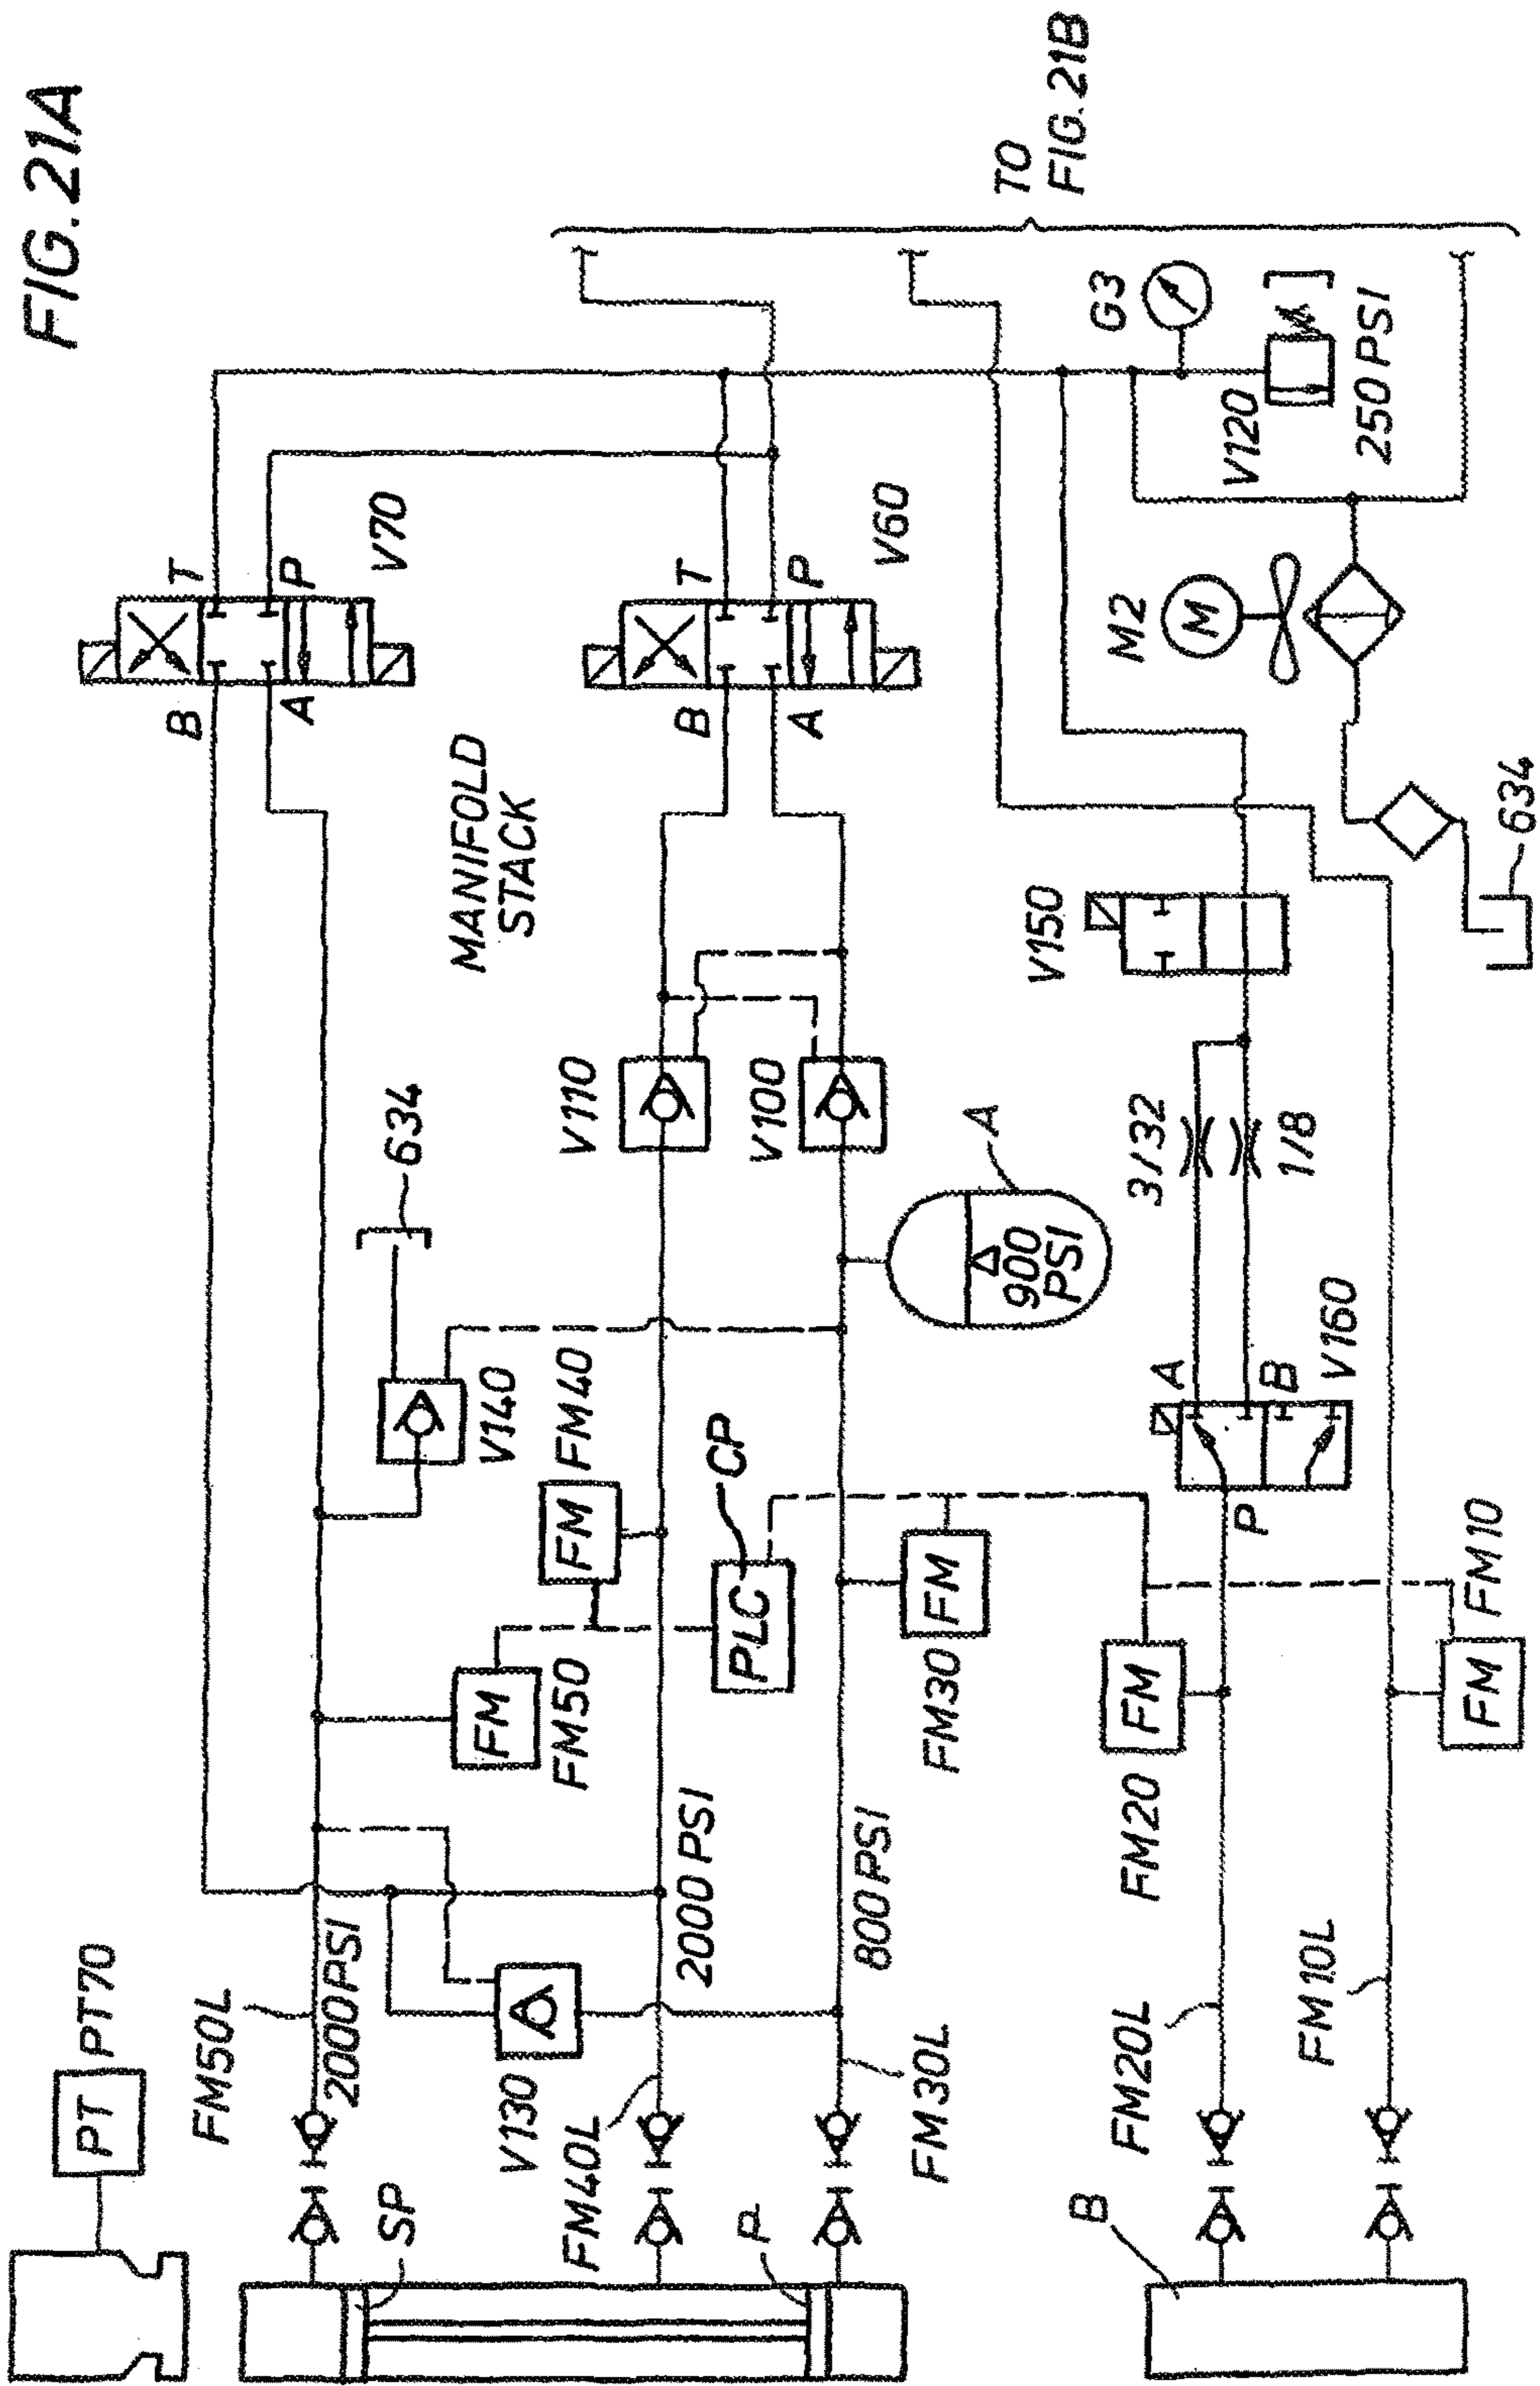 FIG. 21A
PT
PT70
FM50L
2000 PSI
SP
V130
FM40L
2000 PSI
P
FM30L
800 PSI
FM
FM50
FM
FM40
V140
634
PLC
CP
FM
FM30
B
A
V70
T
P
MANIFOLD
STACK
B
A
V60
T
P
V110
V100
A
900
PSI
TO
FIG. 21B
B
FM20L
FM10L
FM
FM20
FM
FM10
P
A
B
V160
3/32
1/8
V150
M2
M
G3
V120
250 PSI
634